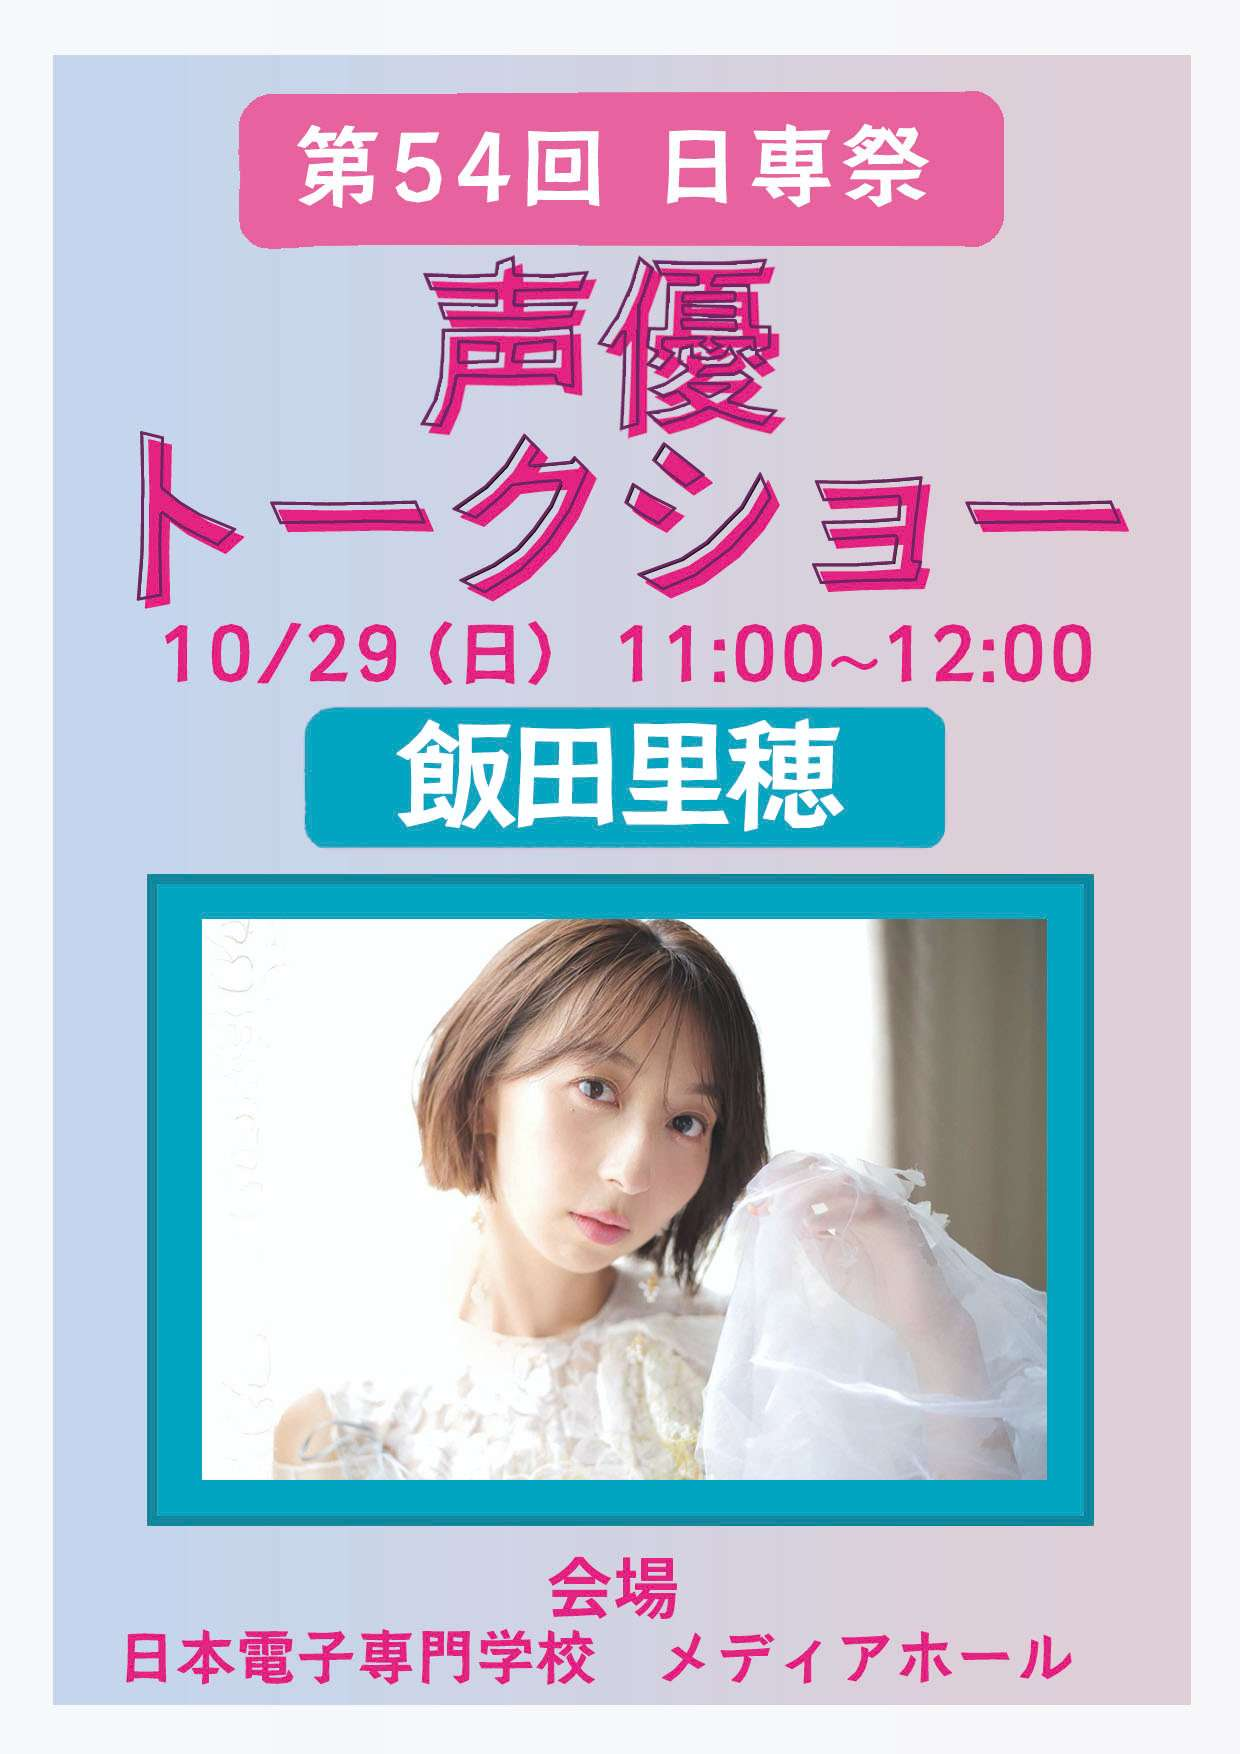 第54回 日専祭
声優
トークショー
10/29（日） 11:00～12:00
飯田里穂
会場
日本電子専門学校　メディアホール